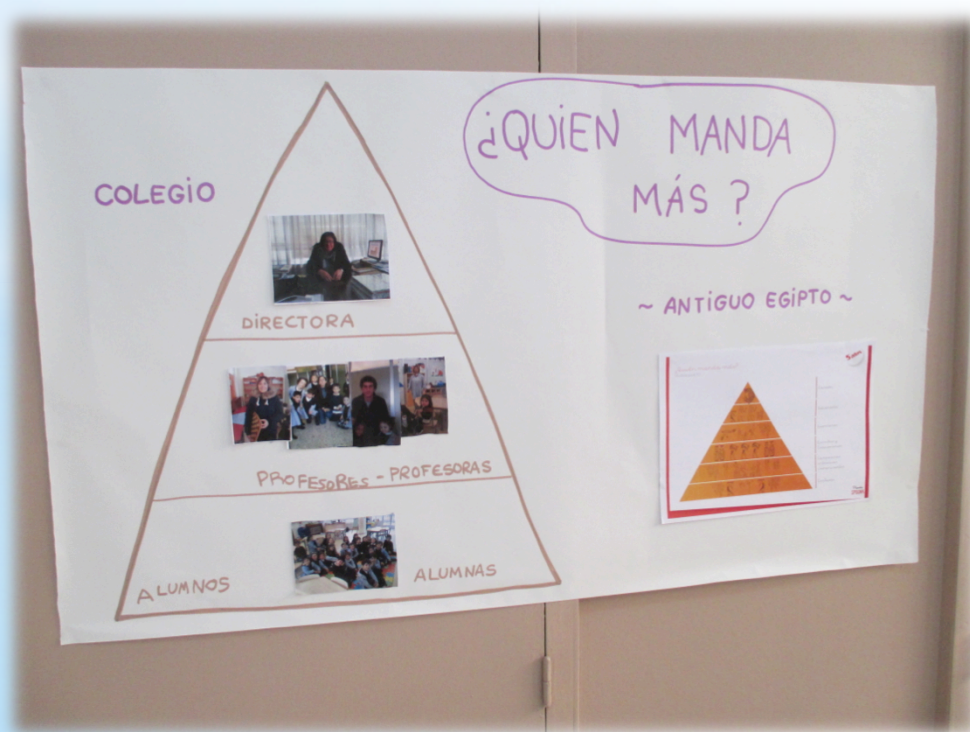 ¿QUIEN MANDA
MÁS?
COLEGIO
DIRECTORA
PROFESORES - PROFESORAS
ALUMNOS
ALUMNAS
~ ANTIGUO EGIPTO ~